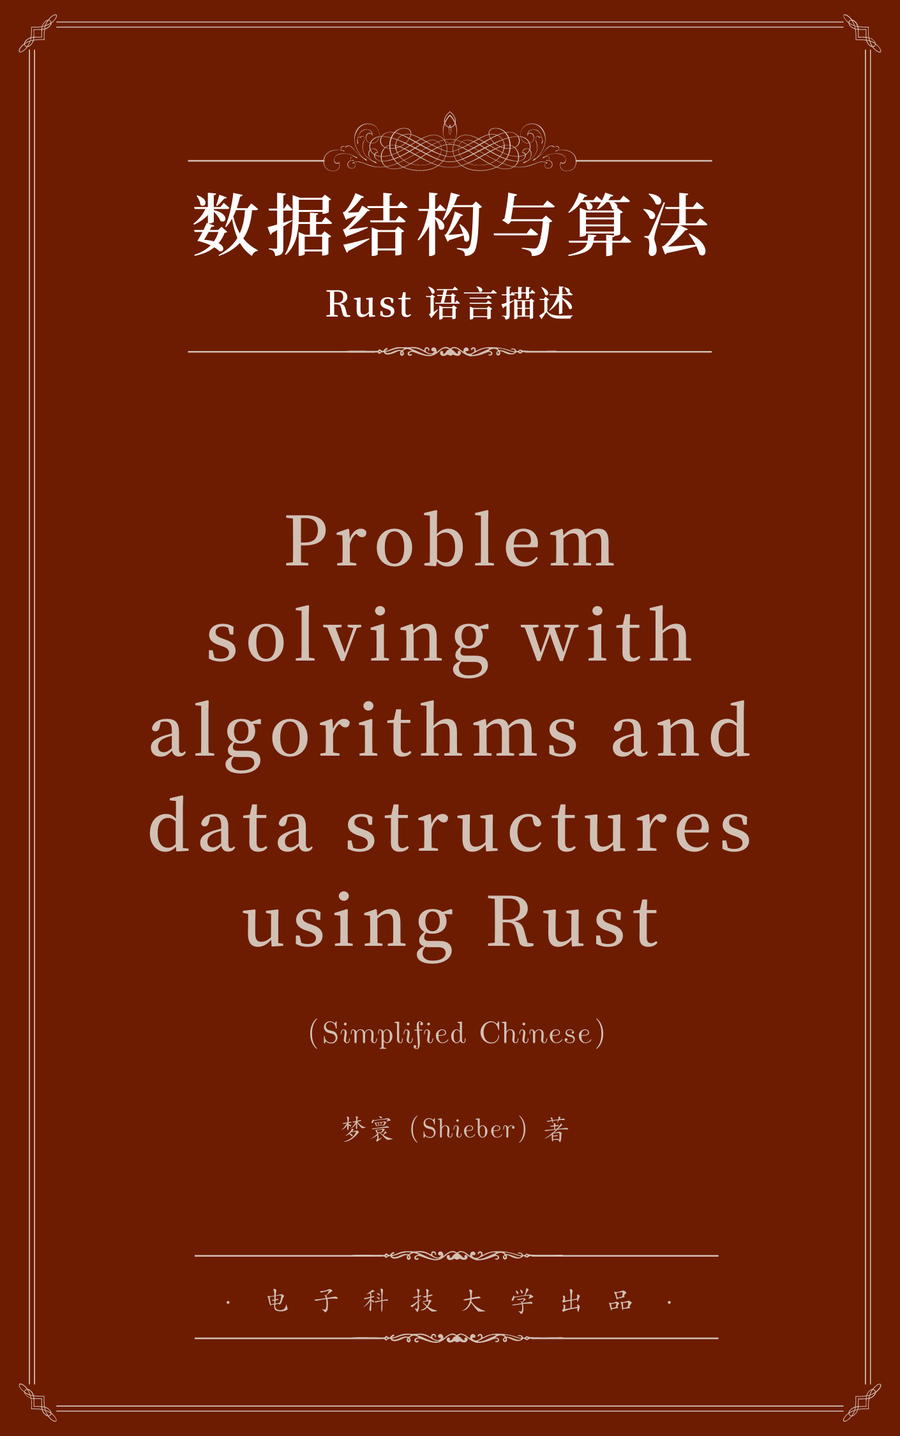 数据结构与算法
Rust 语言描述
Problem
solving with
algorithms and
data structures
using Rust
(Simplified Chinese)
梦寰 (Shieber) 著
· 电子科技大学出品 ·